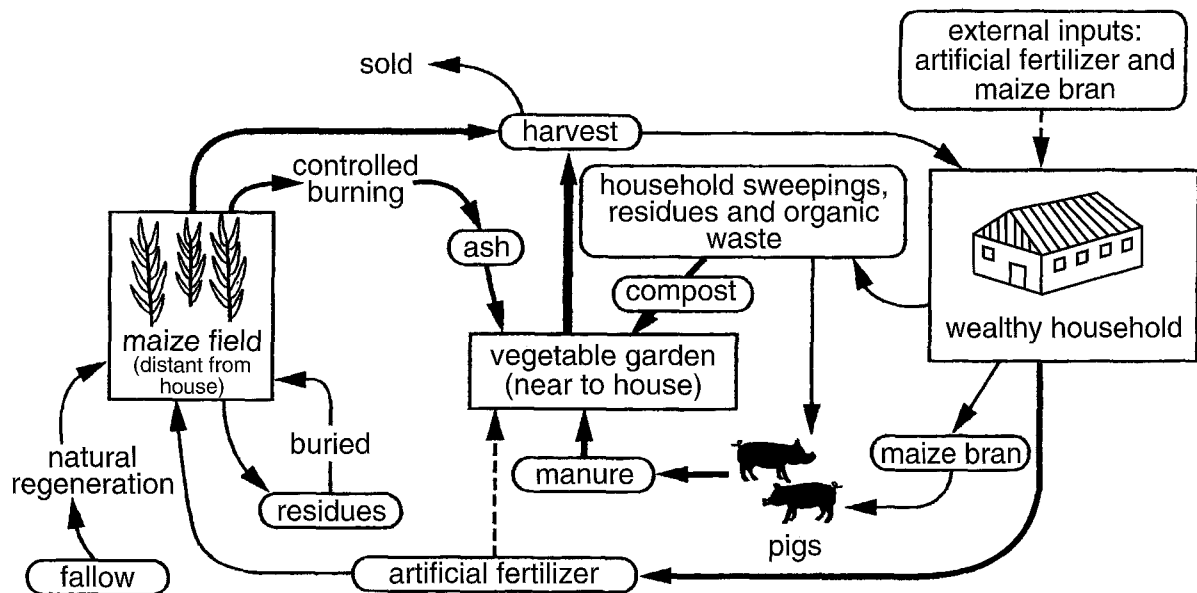 external inputs:
artificial fertilizer and
maize bran
sold
harvest
controlled
burning
household sweepings,
residues and organic
waste
ash
compost
wealthy household
maize field
(distant from
house)
vegetable garden
(near to house)
buried
natural
regeneration
manure
maize bran
residues
pigs
fallow
artificial fertilizer